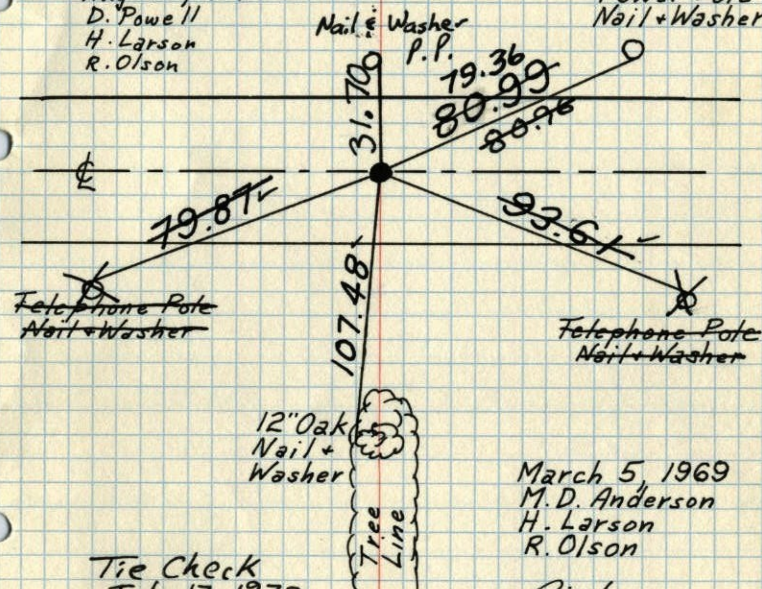 D. Powell
H. Larson
R. Olson
Nail & Washer
P.P.
Nail + Washer
31.70
79.36
80.99
80.96
℄
79.87
93.61
107.48
Telephone Pole
Nail + Washer
Telephone Pole
Nail + Washer
12" Oak
Nail +
Washer
Tree
Line
March 5, 1969
M.D. Anderson
H. Larson
R. Olson
Tie Check